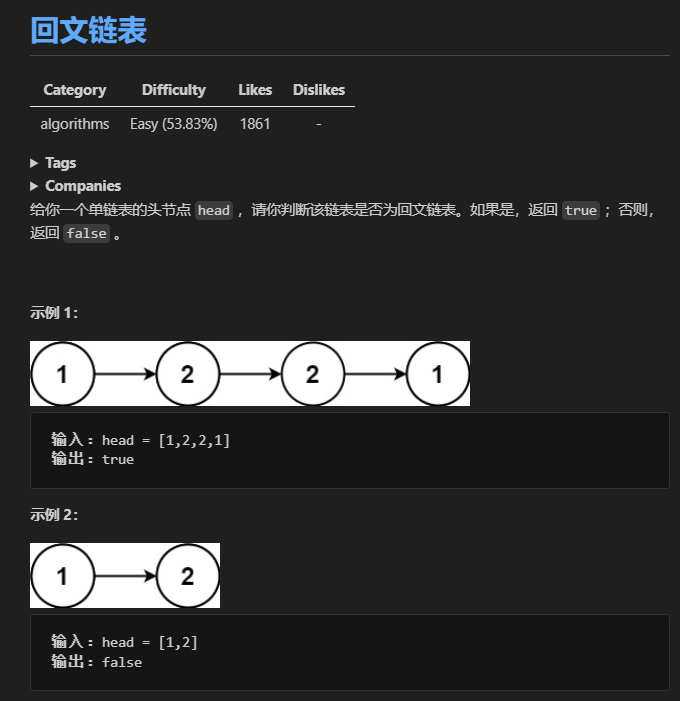 回文链表
Category Difficulty Likes Dislikes
algorithms Easy (53.83%) 1861 -
▶ Tags
▶ Companies
给你一个单链表的头节点 head ，请你判断该链表是否为回文链表。如果是，返回 true ；否则，
返回 false 。
示例 1：
1 2 2 1
输入：head = [1,2,2,1]
输出：true
示例 2：
1 2
输入：head = [1,2]
输出：false